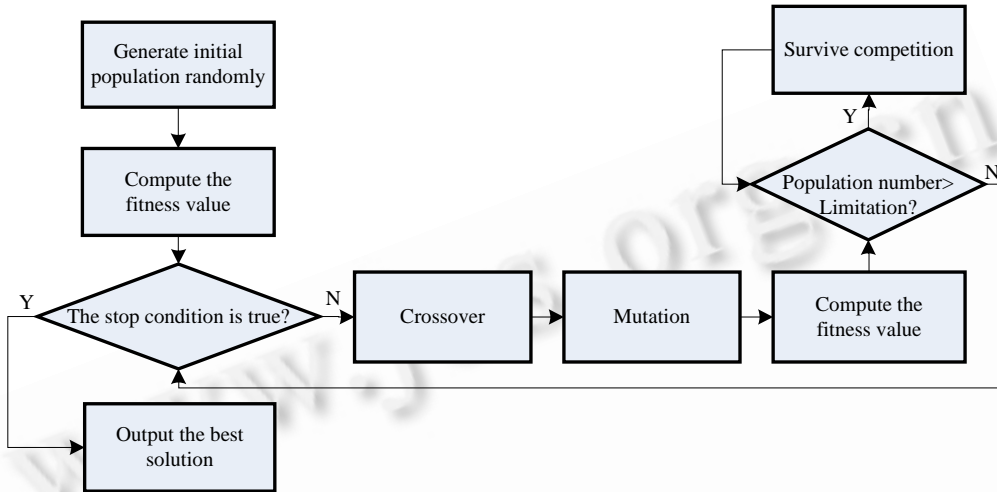 Generate initial
population randomly
Compute the
fitness value
The stop condition is true?
Y
N
Output the best
solution
Crossover
Mutation
Compute the
fitness value
Population number>
Limitation?
Y
N
Survive competition